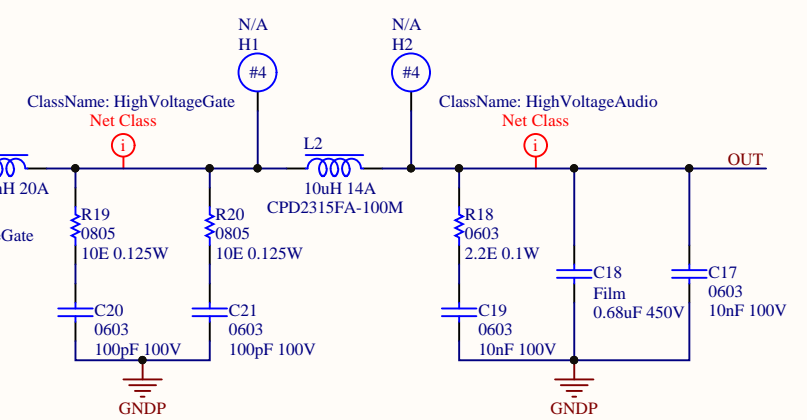 N/A
H1
#4
N/A
H2
#4
ClassName: HighVoltageGate
Net Class
i
ClassName: HighVoltageAudio
Net Class
i
L2
10uH 14A
CPD2315FA-100M
OUT
H 20A
Gate
R19
0805
10E 0.125W
R20
0805
10E 0.125W
R18
0603
2.2E 0.1W
C20
0603
100pF 100V
C21
0603
100pF 100V
C19
0603
10nF 100V
C18
Film
0.68uF 450V
C17
0603
10nF 100V
GNDP
GNDP